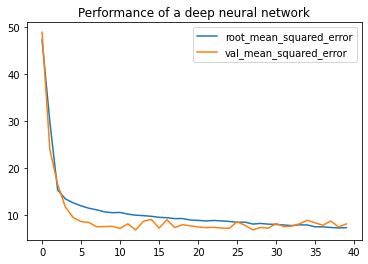 Performance of a deep neural network
root_mean_squared_error
val_mean_squared_error
50
40
30
20
10
0 5 10 15 20 25 30 35 40